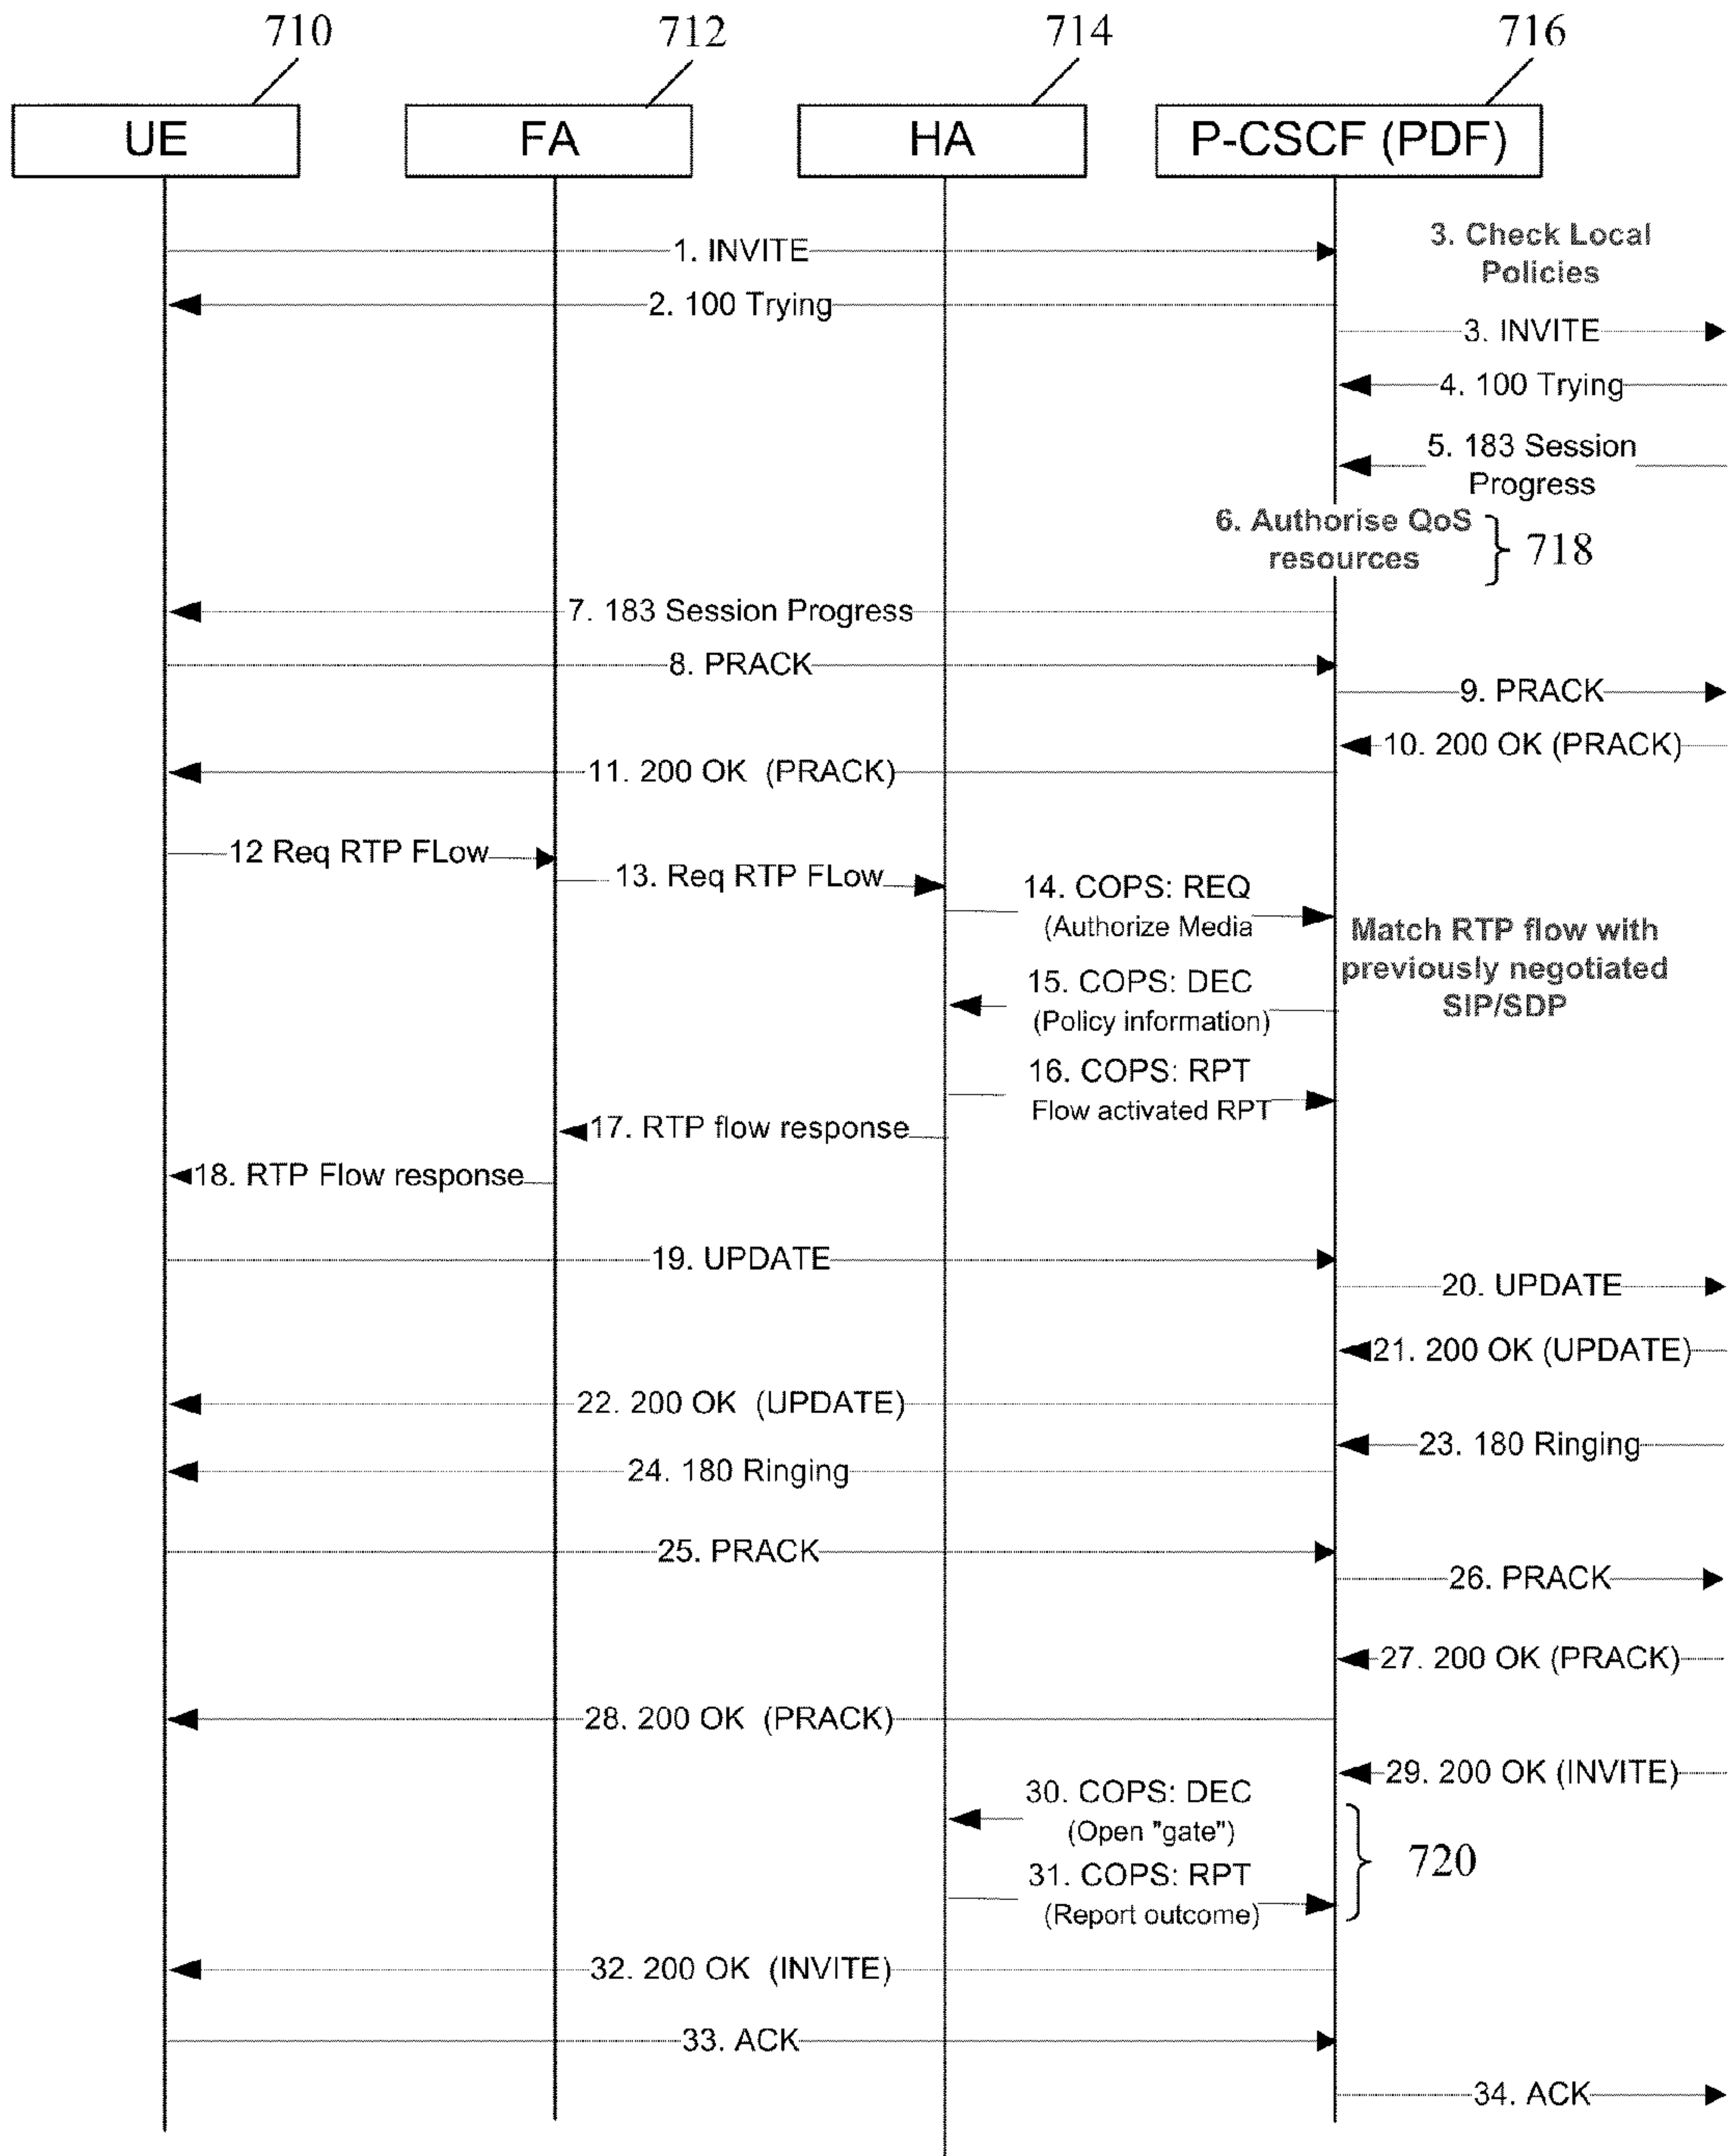 710
712
714
716
UE
FA
HA
P-CSCF (PDF)
1. INVITE
3. Check Local
Policies
2. 100 Trying
3. INVITE
4. 100 Trying
5. 183 Session
Progress
6. Authorise QoS
resources
718
7. 183 Session Progress
8. PRACK
9. PRACK
10. 200 OK (PRACK)
11. 200 OK (PRACK)
12 Req RTP FLow
13. Req RTP FLow
14. COPS: REQ
(Authorize Media
Match RTP flow with
previously negotiated
SIP/SDP
15. COPS: DEC
(Policy information)
16. COPS: RPT
Flow activated RPT
17. RTP flow response
18. RTP Flow response
19. UPDATE
20. UPDATE
21. 200 OK (UPDATE)
22. 200 OK (UPDATE)
23. 180 Ringing
24. 180 Ringing
25. PRACK
26. PRACK
27. 200 OK (PRACK)
28. 200 OK (PRACK)
29. 200 OK (INVITE)
30. COPS: DEC
(Open "gate")
31. COPS: RPT
(Report outcome)
720
32. 200 OK (INVITE)
33. ACK
34. ACK